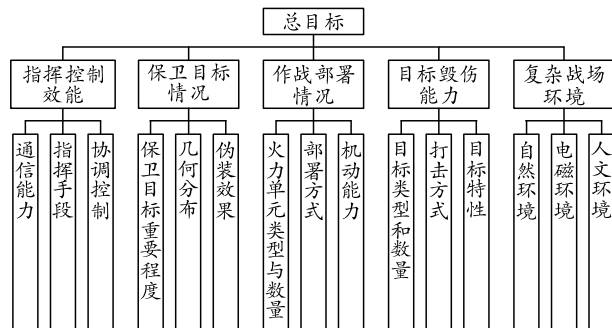 总目标
指挥控制
效能
保卫目标
情况
作战部署
情况
目标毁伤
能力
复杂战场
环境
通信能力
指挥手段
协调控制
保卫目标重要程度
几何分布
伪装效果
火力单元类型与数量
部署方式
机动能力
目标类型和数量
打击方式
目标特性
自然环境
电磁环境
人文环境